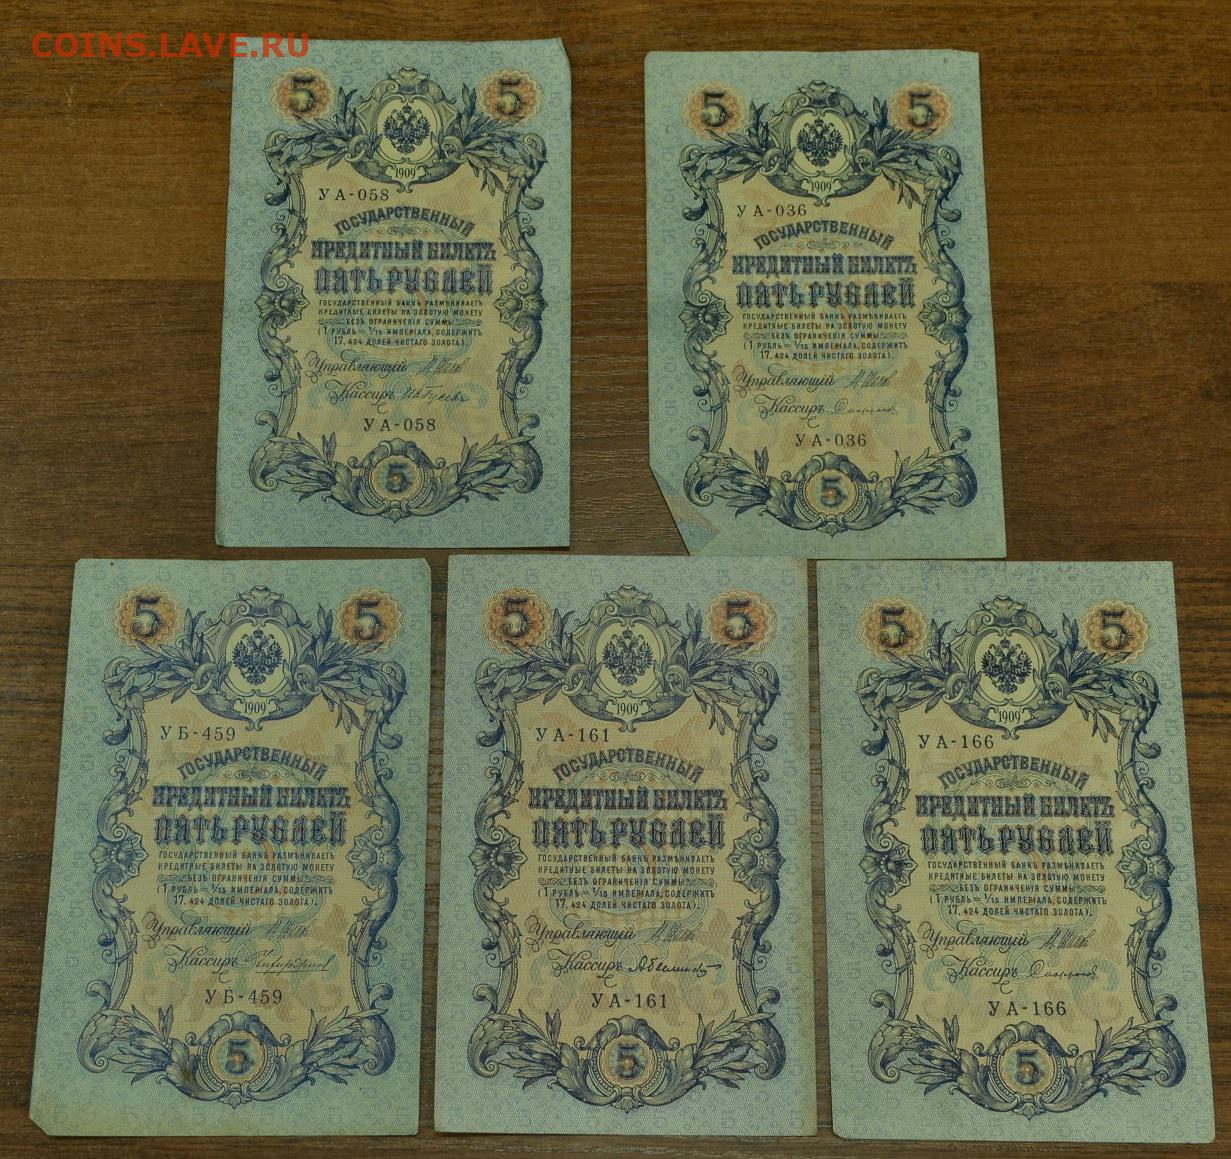 COINS.LAVE.RU
5 5
1909
УА-058
ГОСУДАРСТВЕННЫЙ
КРЕДИТНЫЙ БИЛЕТЪ
ПЯТЬ РУБЛЕЙ
ГОСУДАРСТВЕННЫЙ БАНКЪ РАЗМѢНИВАЕТЪ
КРЕДИТНЫЕ БИЛЕТЫ НА ЗОЛОТУЮ МОНЕТУ
БЕЗЪ ОГРАНИЧЕНІЯ СУММЫ
(1 РУБЛЬ = 1/15 ИМПЕРІАЛА, СОДЕРЖИТЪ
17,424 ДОЛЕЙ ЧИСТАГО ЗОЛОТА).
Управляющій
Кассиръ
УА-058
5
5 5
1909
УА-036
ГОСУДАРСТВЕННЫЙ
КРЕДИТНЫЙ БИЛЕТЪ
ПЯТЬ РУБЛЕЙ
ГОСУДАРСТВЕННЫЙ БАНКЪ РАЗМѢНИВАЕТЪ
КРЕДИТНЫЕ БИЛЕТЫ НА ЗОЛОТУЮ МОНЕТУ
БЕЗЪ ОГРАНИЧЕНІЯ СУММЫ
(1 РУБЛЬ = 1/15 ИМПЕРІАЛА, СОДЕРЖИТЪ
17,424 ДОЛЕЙ ЧИСТАГО ЗОЛОТА).
Управляющій
Кассиръ
УА-036
5
5 5
1909
УБ-459
ГОСУДАРСТВЕННЫЙ
КРЕДИТНЫЙ БИЛЕТЪ
ПЯТЬ РУБЛЕЙ
ГОСУДАРСТВЕННЫЙ БАНКЪ РАЗМѢНИВАЕТЪ
КРЕДИТНЫЕ БИЛЕТЫ НА ЗОЛОТУЮ МОНЕТУ
БЕЗЪ ОГРАНИЧЕНІЯ СУММЫ
(1 РУБЛЬ = 1/15 ИМПЕРІАЛА, СОДЕРЖИТЪ
17,424 ДОЛЕЙ ЧИСТАГО ЗОЛОТА).
Управляющій
Кассиръ
УБ-459
5
5 5
1909
УА-161
ГОСУДАРСТВЕННЫЙ
КРЕДИТНЫЙ БИЛЕТЪ
ПЯТЬ РУБЛЕЙ
ГОСУДАРСТВЕННЫЙ БАНКЪ РАЗМѢНИВАЕТЪ
КРЕДИТНЫЕ БИЛЕТЫ НА ЗОЛОТУЮ МОНЕТУ
БЕЗЪ ОГРАНИЧЕНІЯ СУММЫ
(1 РУБЛЬ = 1/15 ИМПЕРІАЛА, СОДЕРЖИТЪ
17,424 ДОЛЕЙ ЧИСТАГО ЗОЛОТА).
Управляющій
Кассиръ
УА-161
5
5 5
1909
УА-166
ГОСУДАРСТВЕННЫЙ
КРЕДИТНЫЙ БИЛЕТЪ
ПЯТЬ РУБЛЕЙ
ГОСУДАРСТВЕННЫЙ БАНКЪ РАЗМѢНИВАЕТЪ
КРЕДИТНЫЕ БИЛЕТЫ НА ЗОЛОТУЮ МОНЕТУ
БЕЗЪ ОГРАНИЧЕНІЯ СУММЫ
(1 РУБЛЬ = 1/15 ИМПЕРІАЛА, СОДЕРЖИТЪ
17,424 ДОЛЕЙ ЧИСТАГО ЗОЛОТА).
Управляющій
Кассиръ
УА-166
5